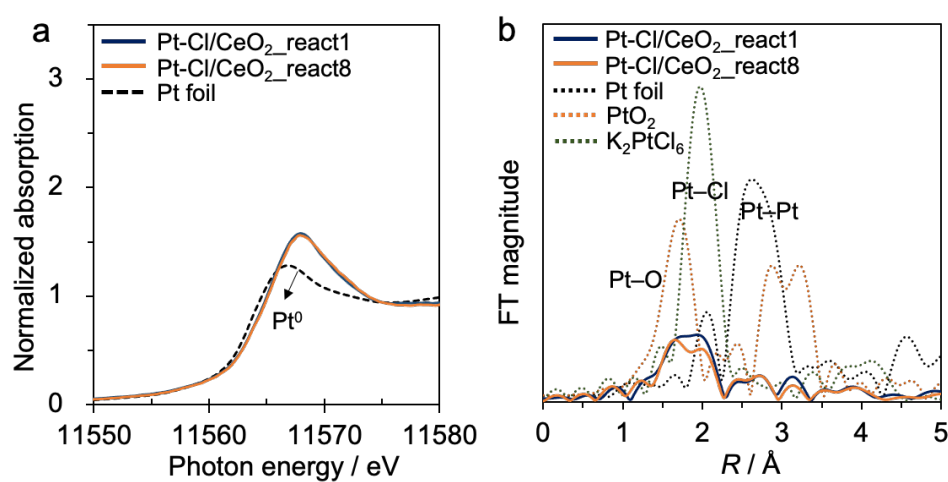 a
Pt-Cl/CeO₂_react1
Pt-Cl/CeO₂_react8
Pt foil
Normalized absorption
3
2
1
0
Pt⁰
11550
11560
11570
11580
Photon energy / eV
b
Pt-Cl/CeO₂_react1
Pt-Cl/CeO₂_react8
Pt foil
PtO₂
K₂PtCl₆
FT magnitude
Pt–Cl
Pt–Pt
Pt–O
0
1
2
3
4
5
R / Å